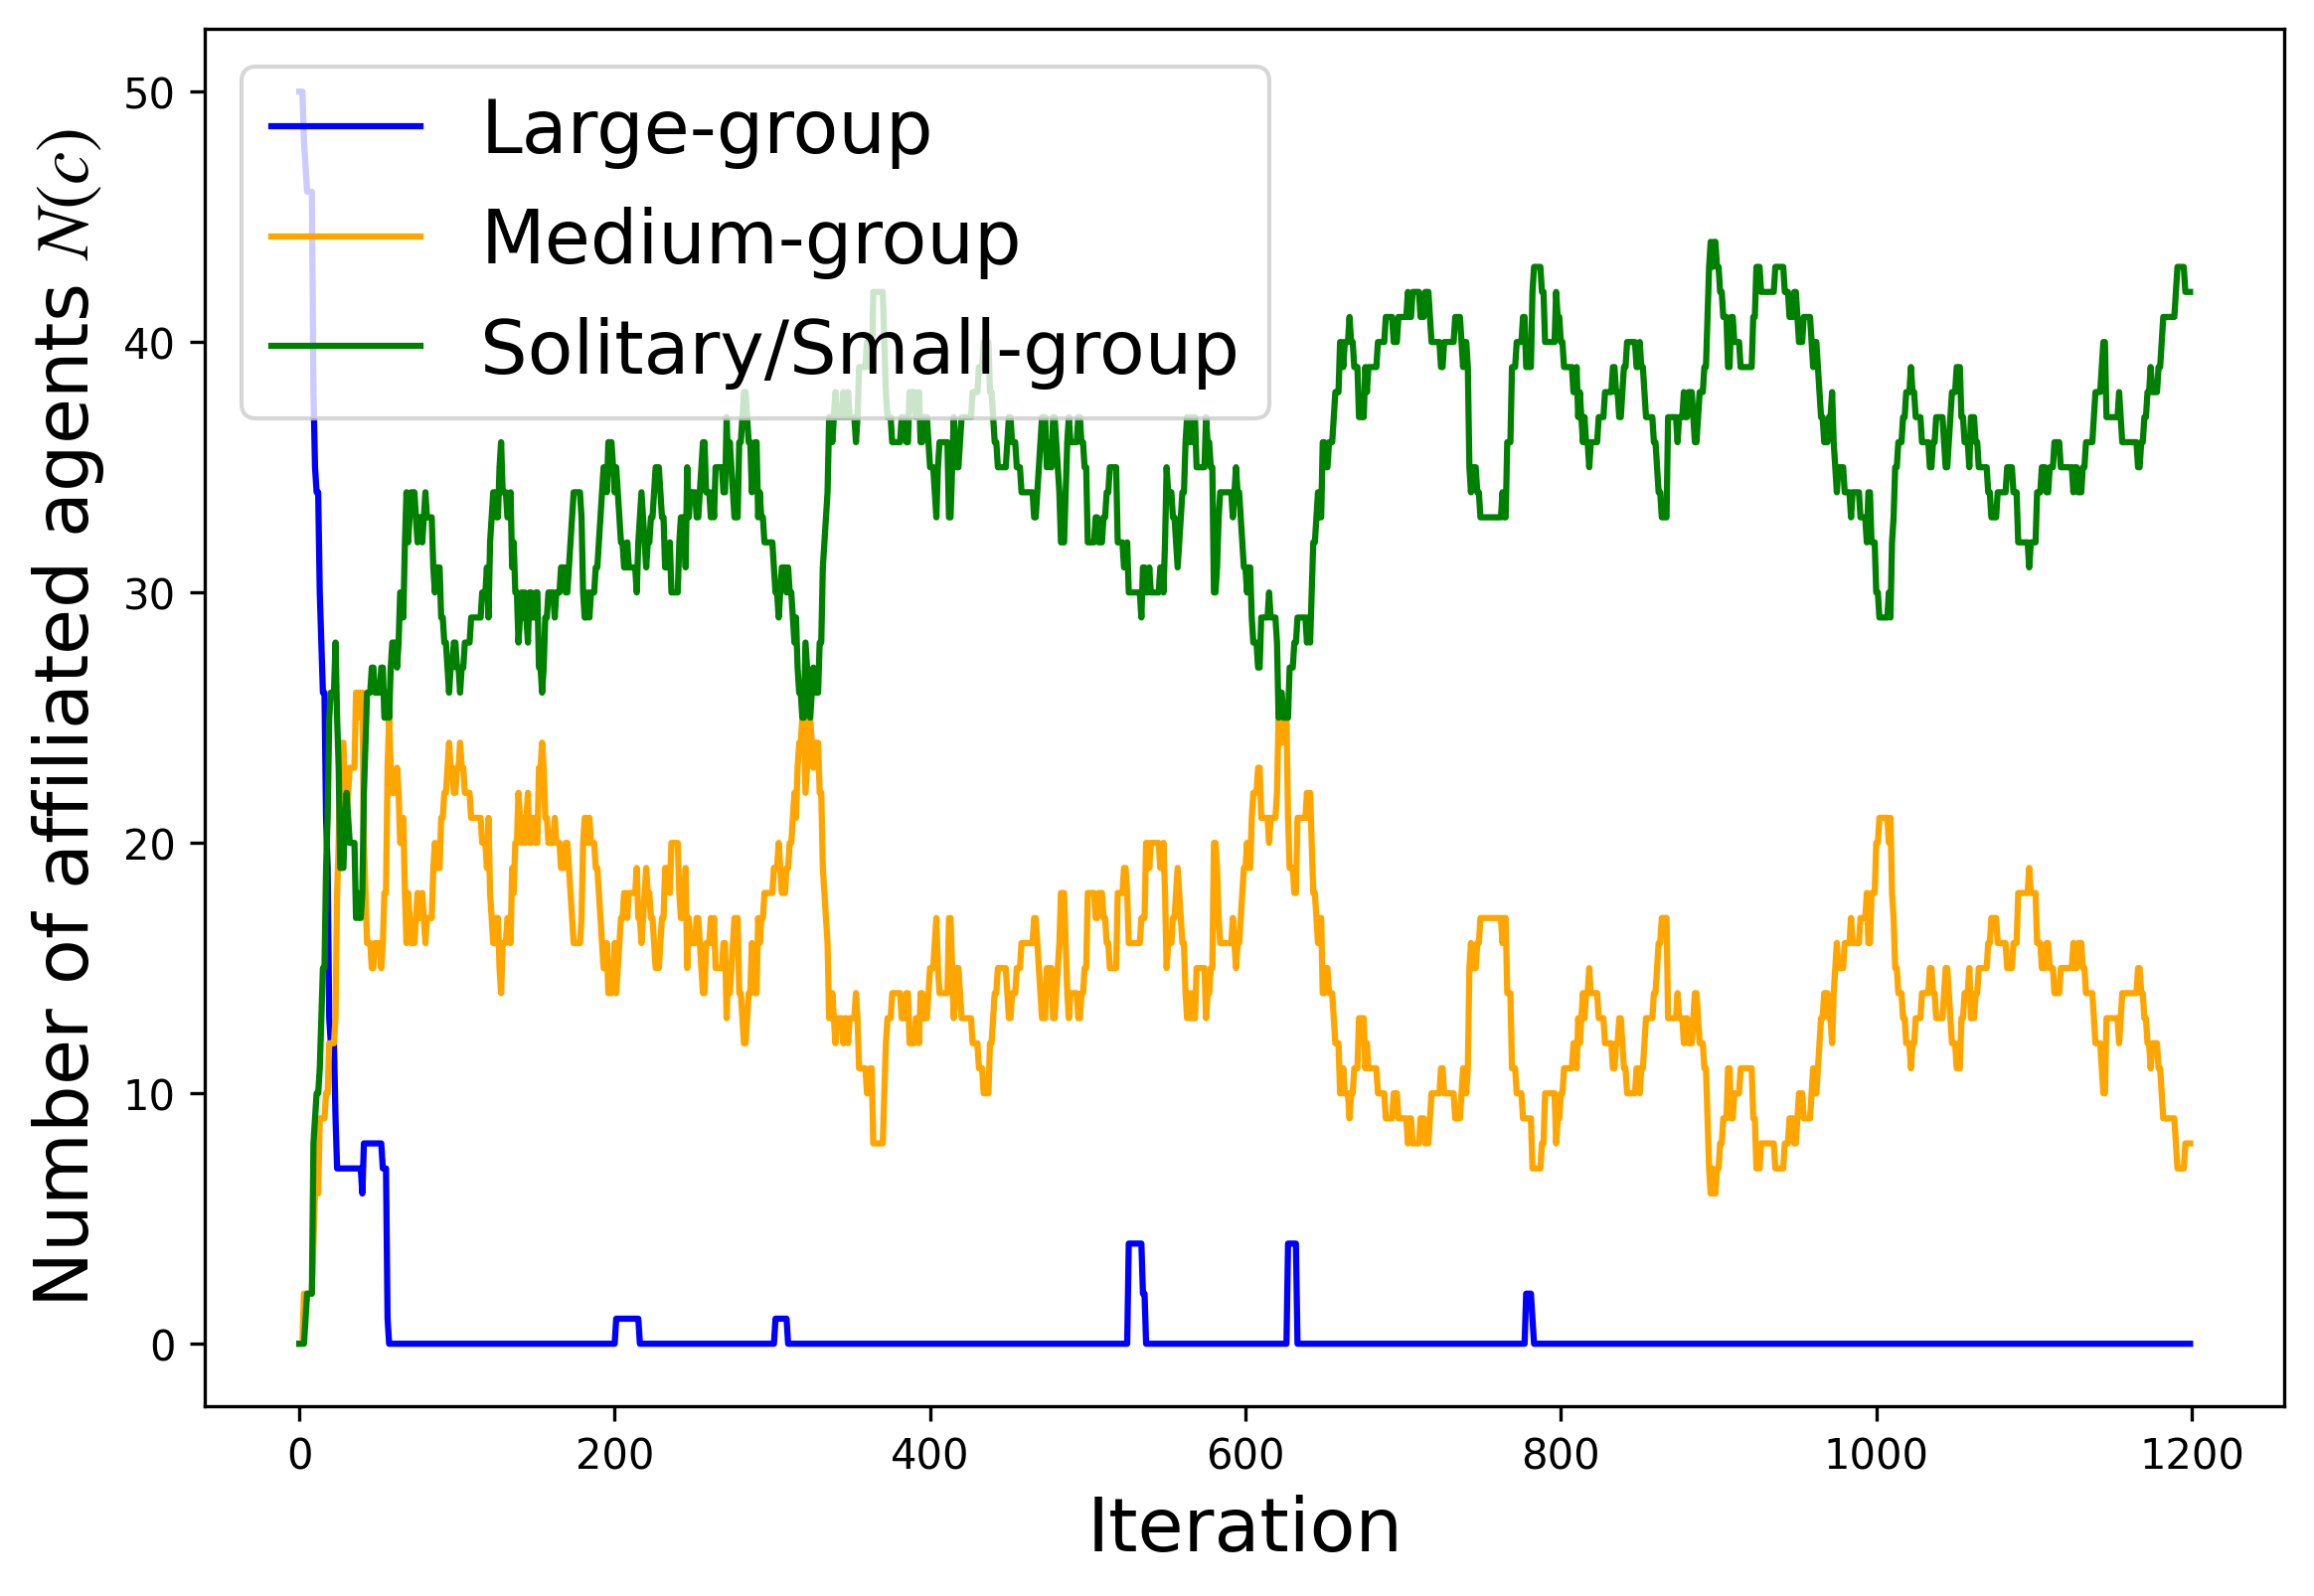 Number of affiliated agents N(c)
50
40
30
20
10
0
Large-group
Medium-group
Solitary/Small-group
0 200 400 600 800 1000 1200
Iteration